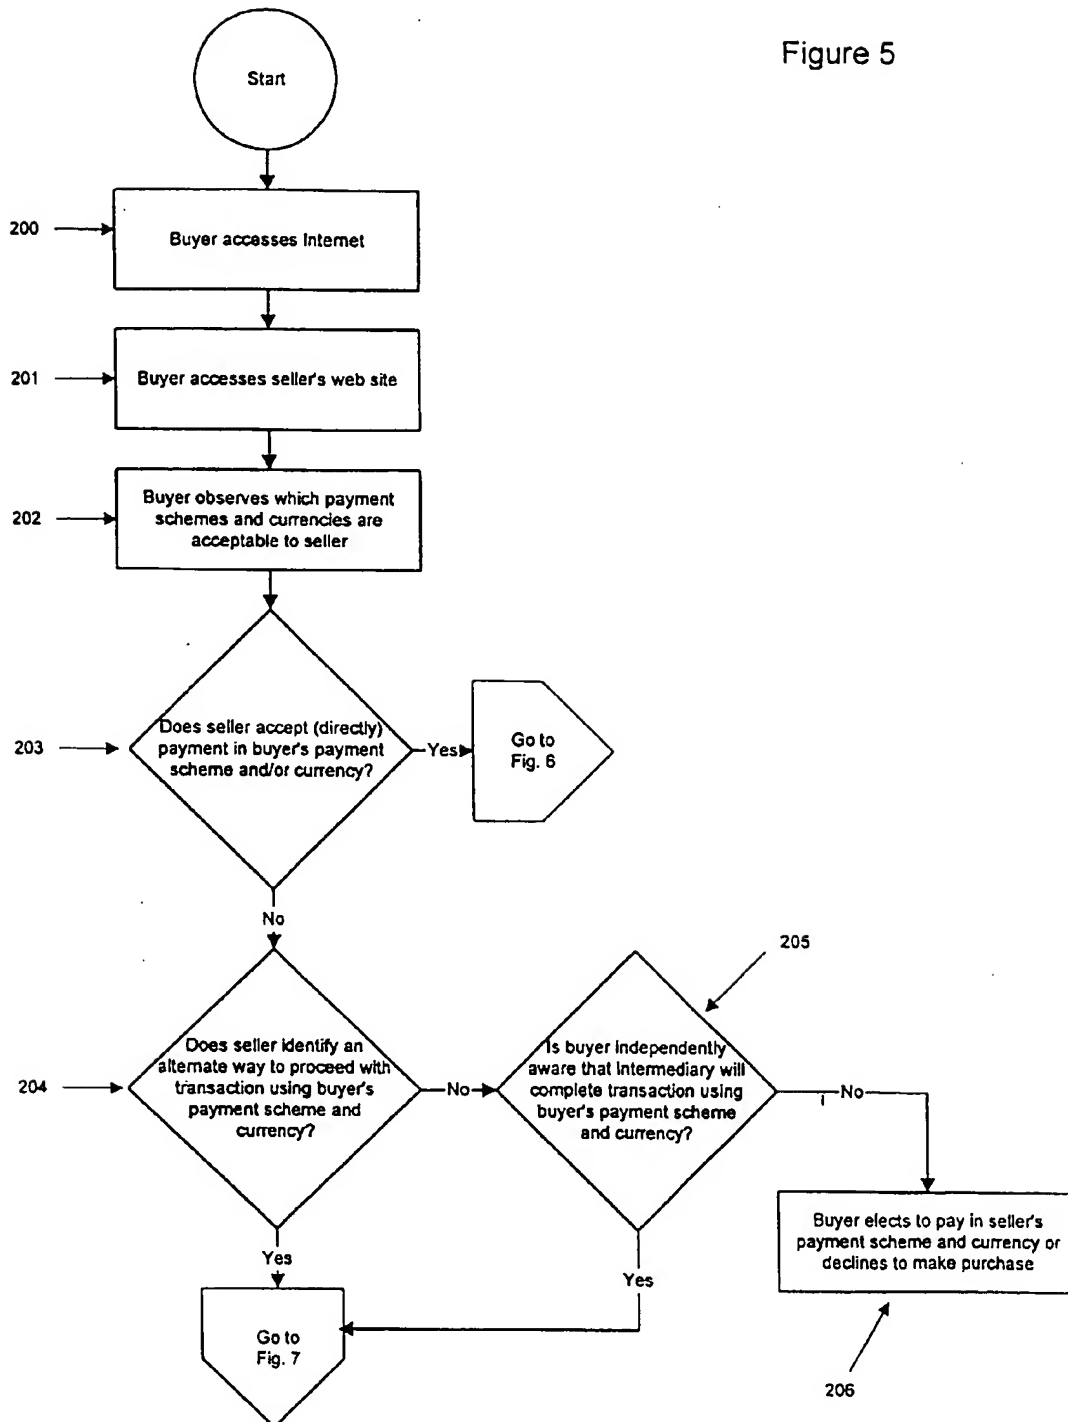 Figure 5
Start
200
Buyer accesses Internet
201
Buyer accesses seller's web site
202
Buyer observes which payment
schemes and currencies are
acceptable to seller
203
Does seller accept (directly)
payment in buyer's payment
scheme and/or currency?
Yes
Go to
Fig. 6
No
204
Does seller identify an
alternate way to proceed with
transaction using buyer's
payment scheme and
currency?
No
205
Is buyer independently
aware that Intermediary will
complete transaction using
buyer's payment scheme
and currency?
No
Buyer elects to pay in seller's
payment scheme and currency or
declines to make purchase
206
Yes
Yes
Go to
Fig. 7